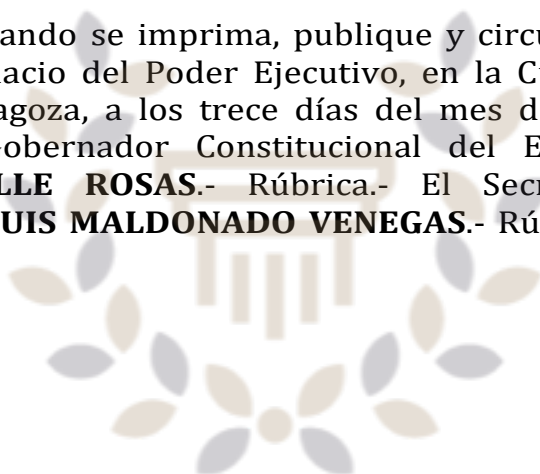 ando se imprima, publique y circu
acio del Poder Ejecutivo, en la C
agoza, a los trece días del mes d
obernador Constitucional del E
LLE ROSAS.- Rúbrica.- El Secr
UIS MALDONADO VENEGAS.- Rú